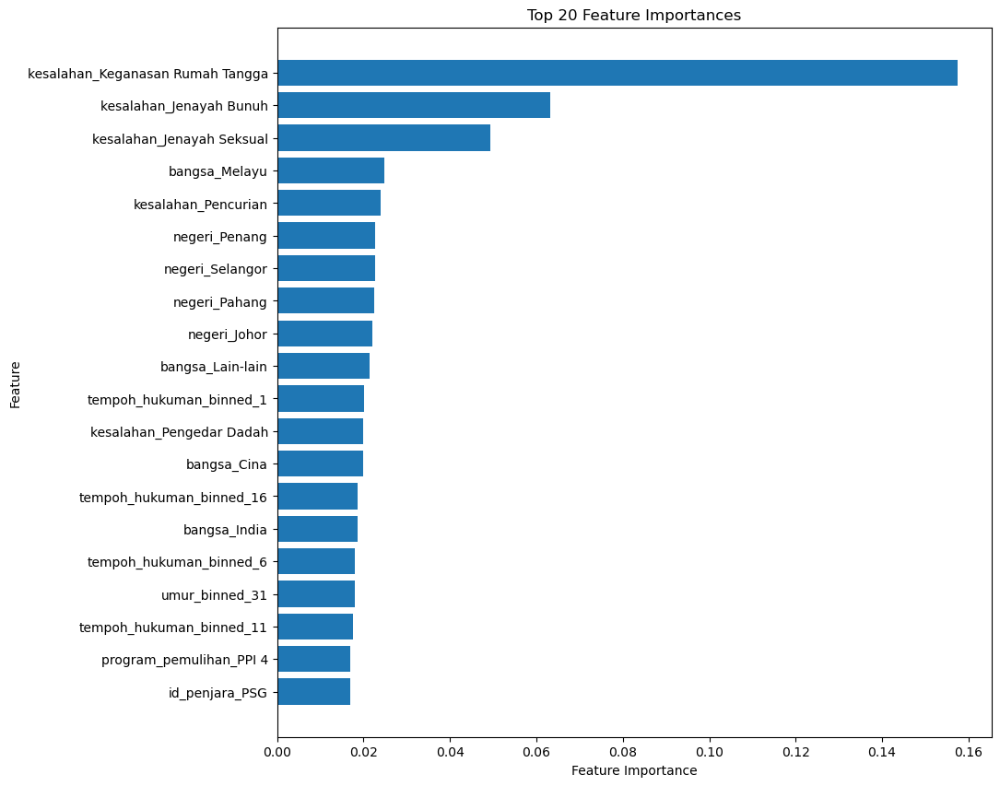 Top 20 Feature Importances
kesalahan_Keganasan Rumah Tangga
kesalahan_Jenayah Bunuh
kesalahan_Jenayah Seksual
bangsa_Melayu
kesalahan_Pencurian
negeri_Penang
negeri_Selangor
negeri_Pahang
negeri_Johor
bangsa_Lain-lain
tempoh_hukuman_binned_1
kesalahan_Pengedar Dadah
bangsa_Cina
tempoh_hukuman_binned_16
bangsa_India
tempoh_hukuman_binned_6
umur_binned_31
tempoh_hukuman_binned_11
program_pemulihan_PPI 4
id_penjara_PSG
Feature
0.00 0.02 0.04 0.06 0.08 0.10 0.12 0.14 0.16
Feature Importance